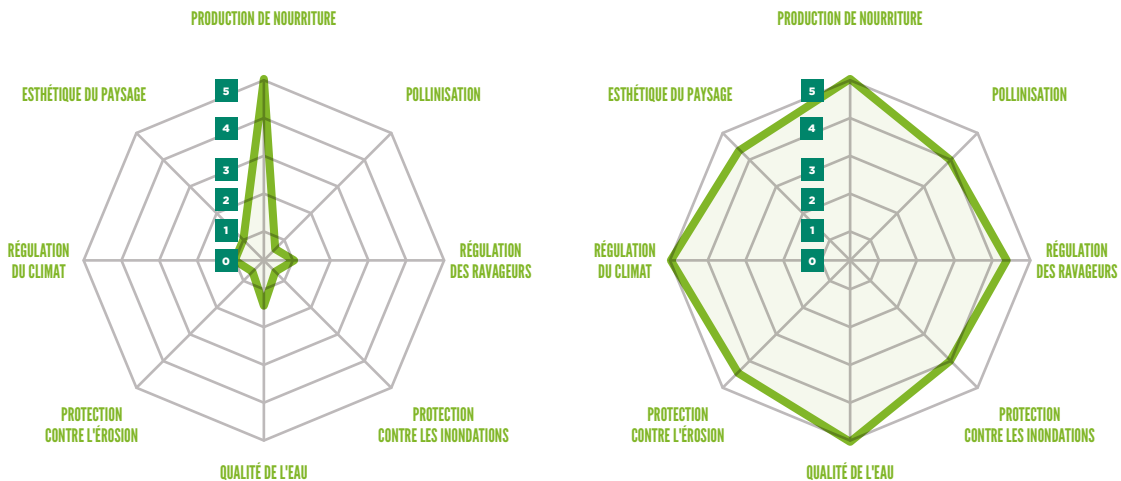 PRODUCTION DE NOURRITURE
ESTHÉTIQUE DU PAYSAGE
POLLINISATION
5
4
3
2
1
0
RÉGULATION
DU CLIMAT
RÉGULATION
DES RAVAGEURS
PROTECTION
CONTRE L'ÉROSION
PROTECTION
CONTRE LES INONDATIONS
QUALITÉ DE L'EAU
PRODUCTION DE NOURRITURE
ESTHÉTIQUE DU PAYSAGE
POLLINISATION
5
4
3
2
1
0
RÉGULATION
DU CLIMAT
RÉGULATION
DES RAVAGEURS
PROTECTION
CONTRE L'ÉROSION
PROTECTION
CONTRE LES INONDATIONS
QUALITÉ DE L'EAU